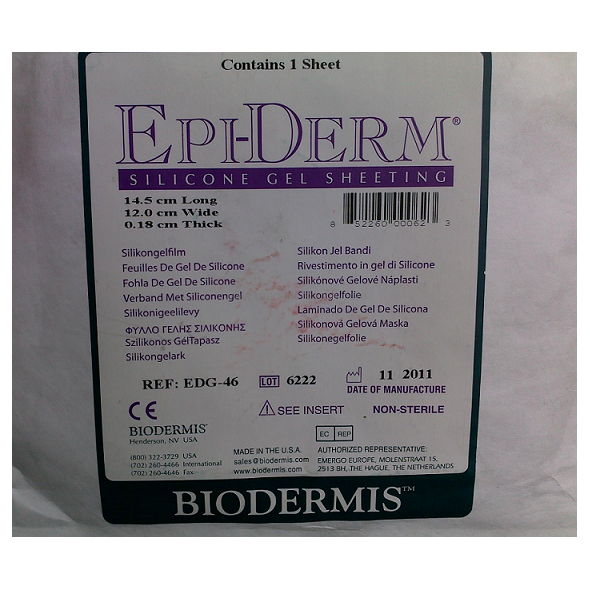 Contains 1 Sheet
EPI-DERM®
SILICONE GEL SHEETING
14.5 cm Long
12.0 cm Wide
0.18 cm Thick
8 52260 00062 3
Silikongelfilm
Feuilles De Gel De Silicone
Fohla De Gel De Silicone
Verband Met Siliconengel
Silikonigeelilevy
ΦΥΛΛΟ ΓΕΛΗΣ ΣΙΛΙΚΟΝΗΣ
Szilikonos GélTapasz
Silikongelark
Silikon Jel Bandi
Rivestimento in gel di Silicone
Silikónové Gélové Náplasti
Silikongelfolie
Laminado De Gel De Silicona
Silikonová Gelová Maska
Silikonegelfolie
REF: EDG-46
LOT 6222
11 2011
DATE OF MANUFACTURE
CE
SEE INSERT
NON-STERILE
BIODERMIS®
Henderson, NV USA
EC REP
(800) 322-3729 USA
(702) 260-4466 International
(702) 260-4646 Fax
MADE IN THE U.S.A.
sales@biodermis.com
www.biodermis.com
AUTHORIZED REPRESENTATIVE:
EMERGO EUROPE, MOLENSTRAAT 15,
2513 BH, THE HAGUE, THE NETHERLANDS
BIODERMIS™